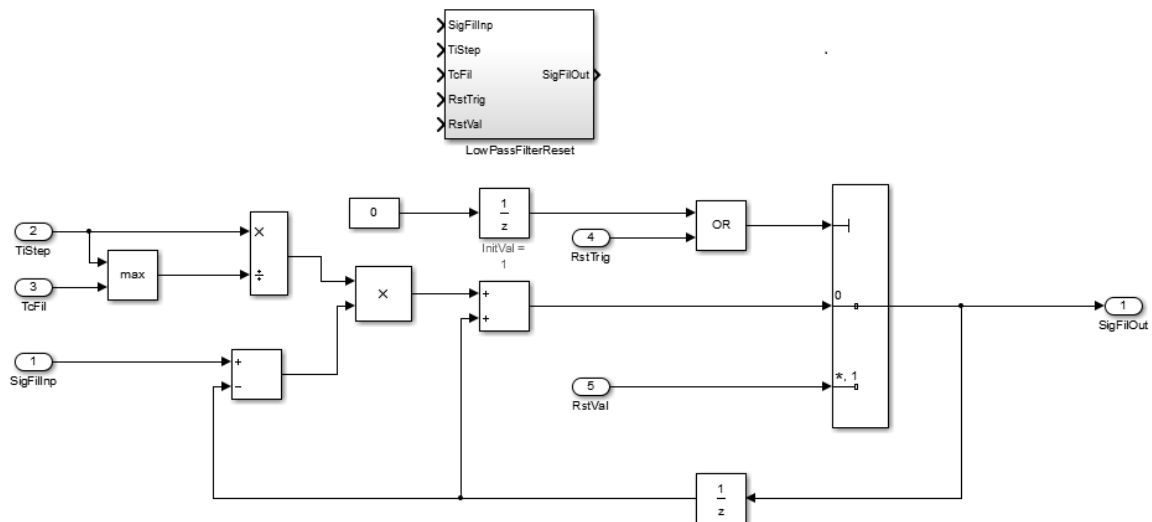 SigFilInp
TiStep
TcFil
SigFilOut
RstTrig
RstVal
LowPassFilterReset
2
TiStep
3
TcFil
max
×
÷
×
0
1
z
InitVal =
1
4
RstTrig
OR
+
+
0
1
SigFilOut
1
SigFilInp
+
−
5
RstVal
*, 1
1
z